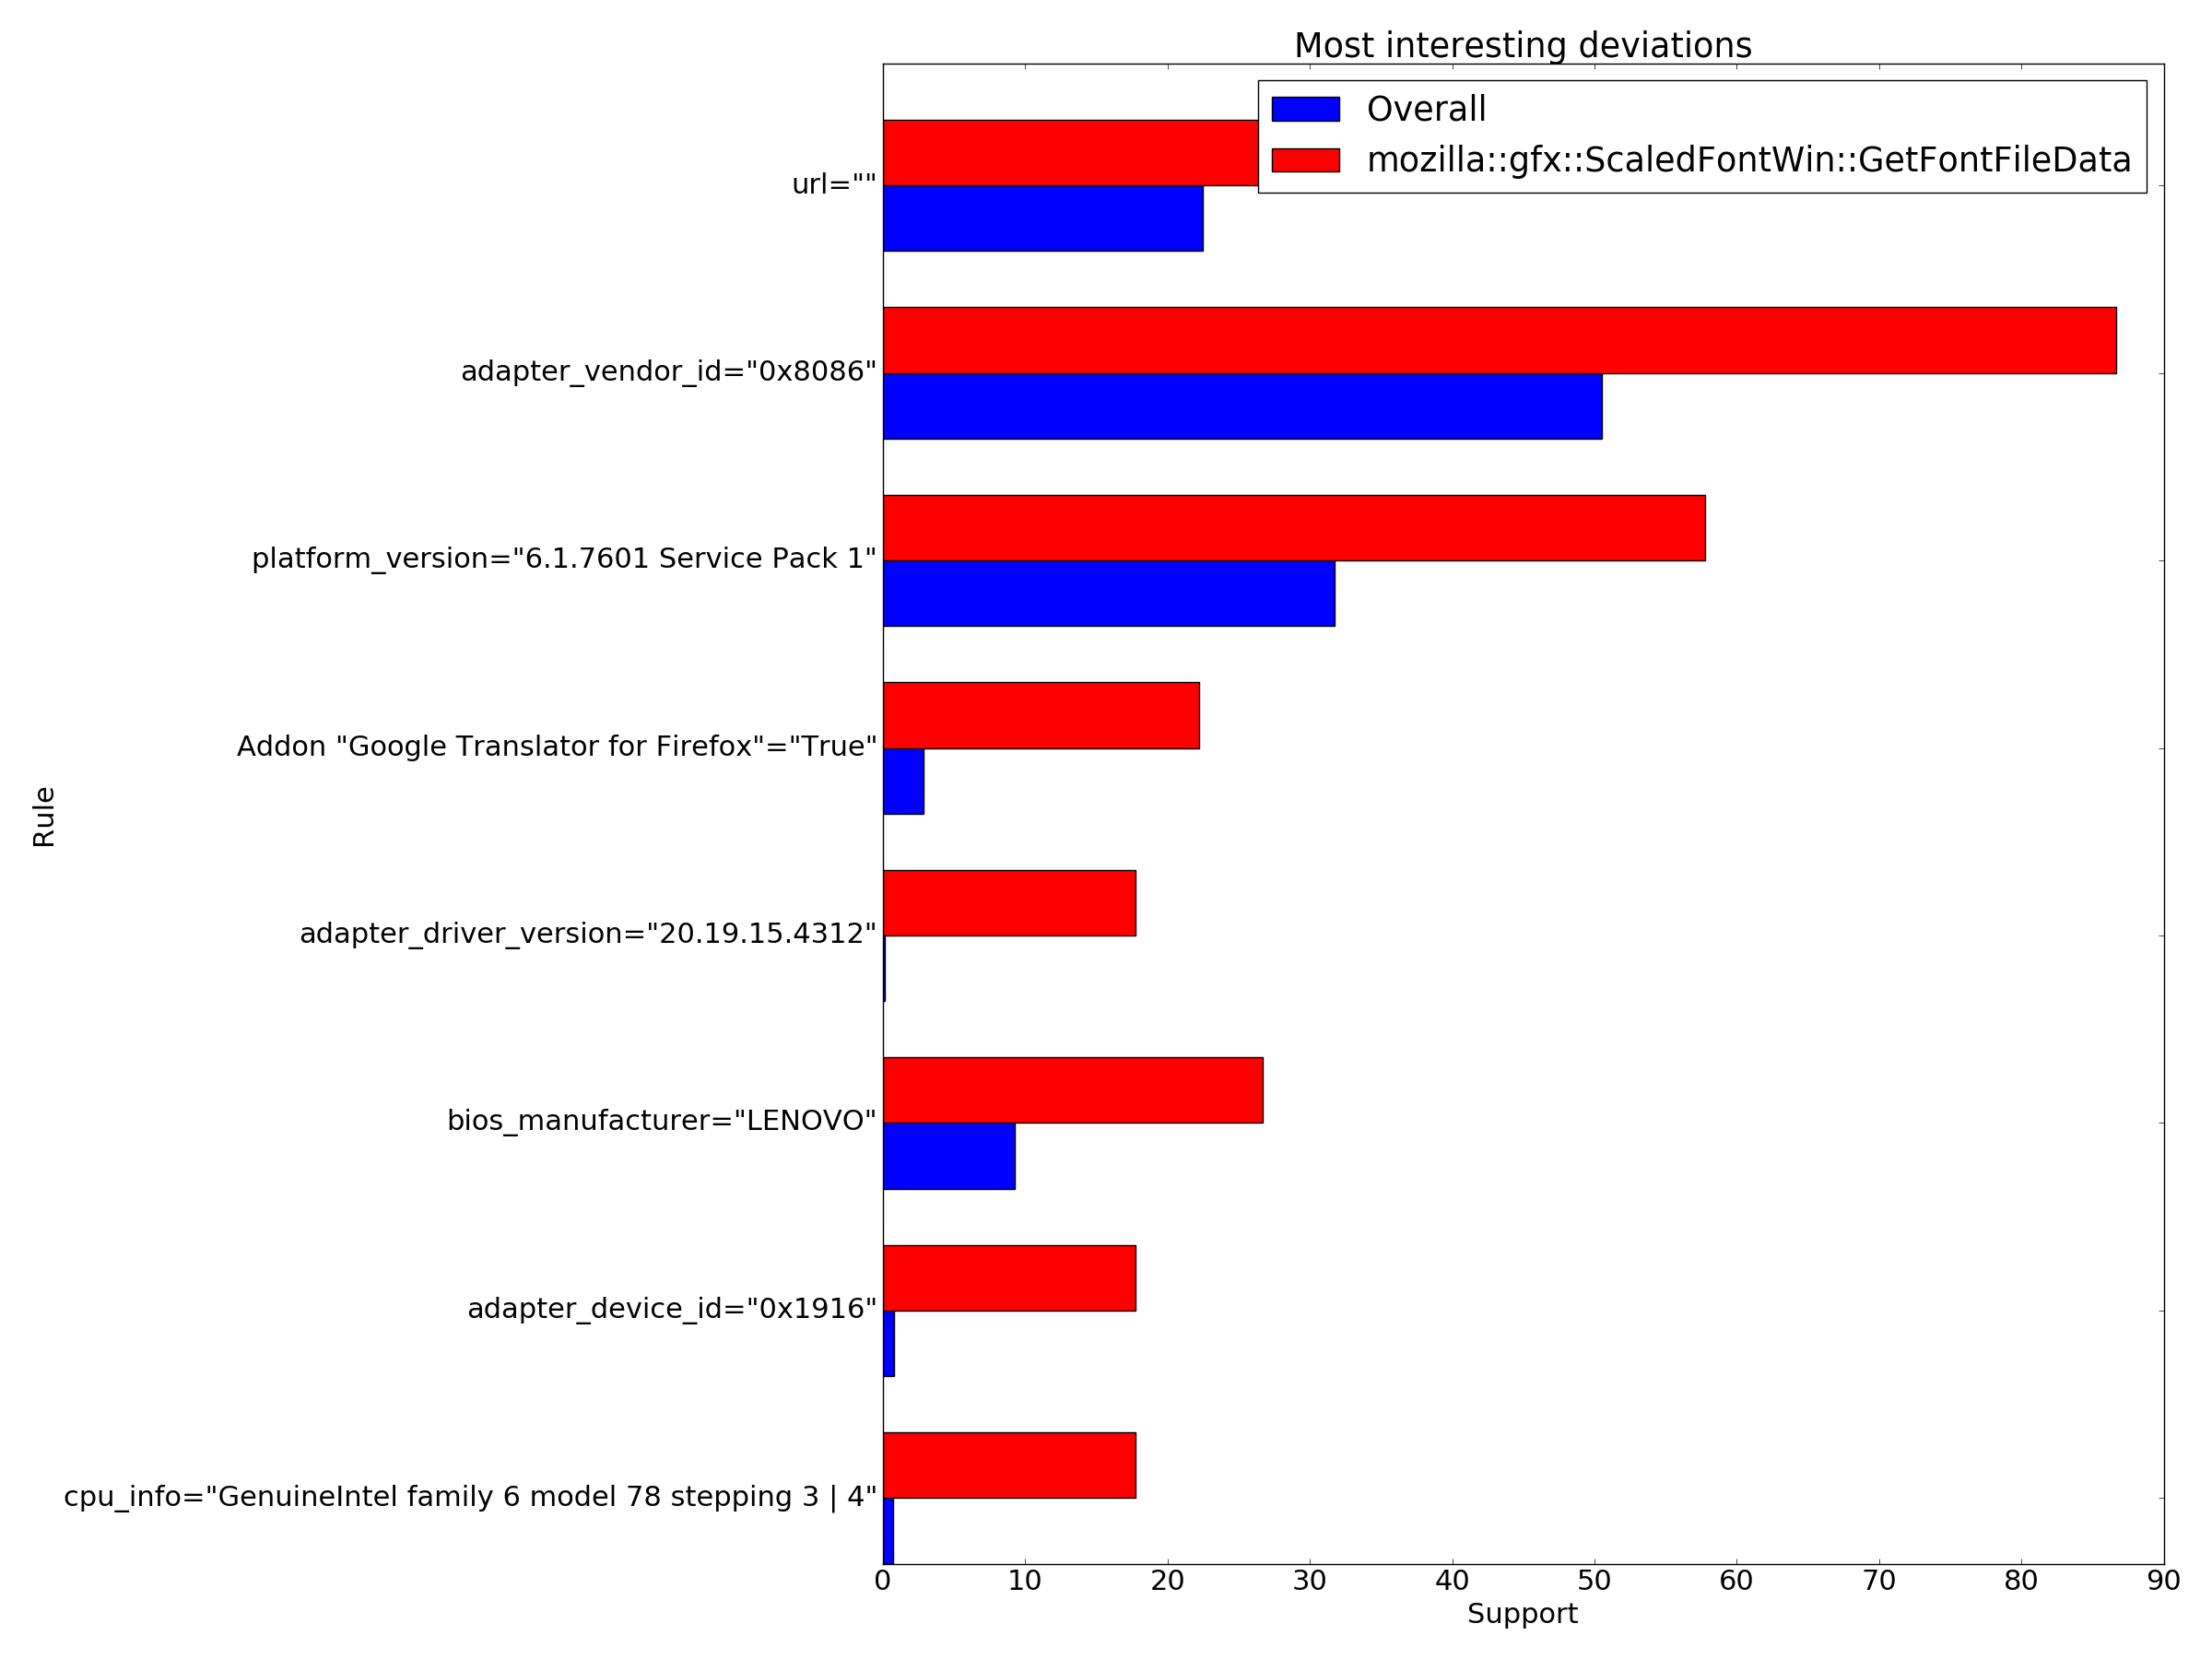 Most interesting deviations
Overall
mozilla::gfx::ScaledFontWin::GetFontFileData
url=""
adapter_vendor_id="0x8086"
platform_version="6.1.7601 Service Pack 1"
Addon "Google Translator for Firefox"="True"
adapter_driver_version="20.19.15.4312"
bios_manufacturer="LENOVO"
adapter_device_id="0x1916"
cpu_info="GenuineIntel family 6 model 78 stepping 3 | 4"
Rule
0 10 20 30 40 50 60 70 80 90
Support